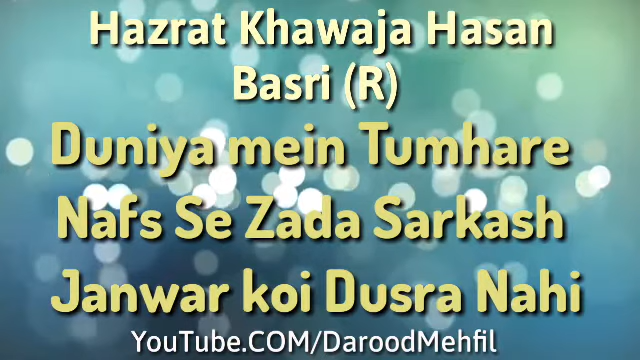 Hazrat Khawaja Hasan
Basri (R)
Duniya mein Tumhare
Nafs Se Zada Sarkash
Janwar koi Dusra Nahi
YouTube.COM/DaroodMehfil